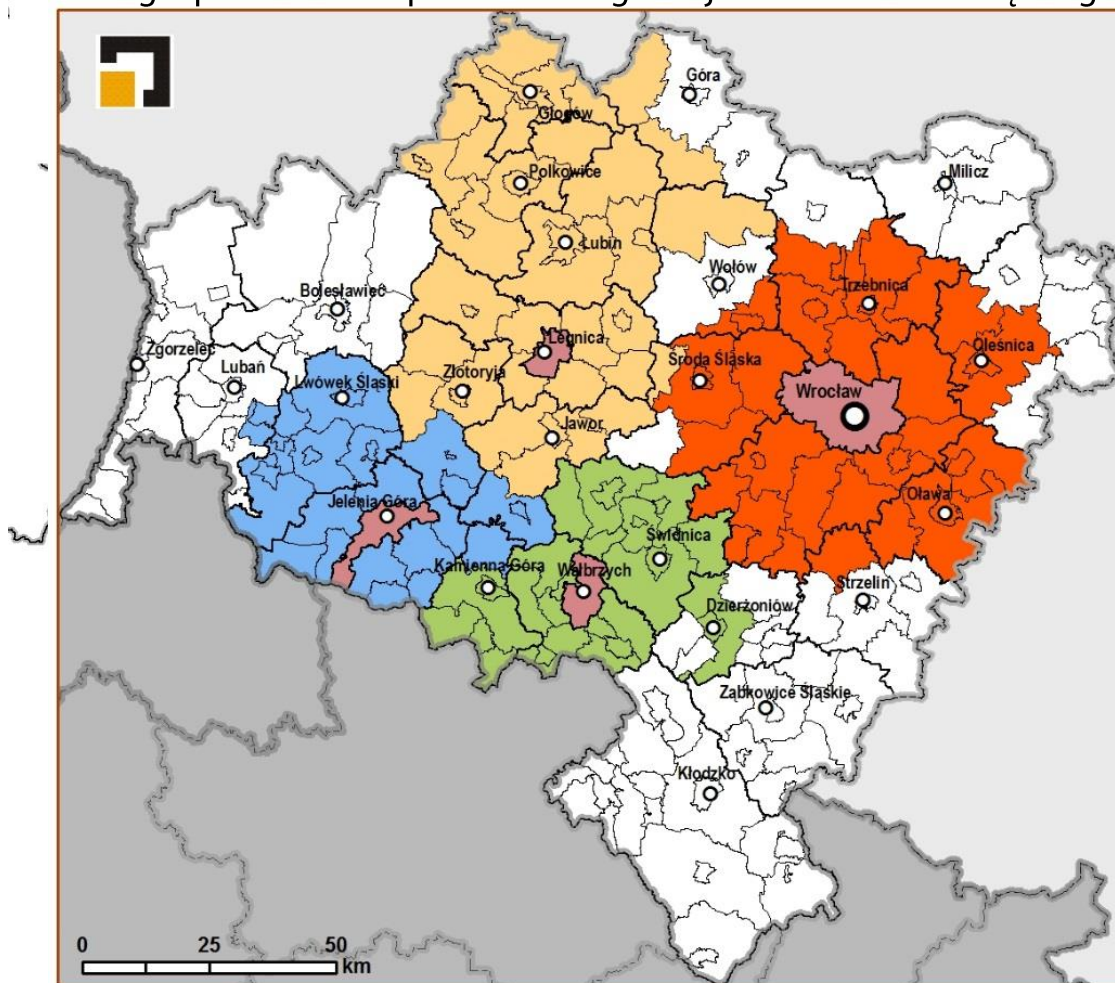 Góra
Głogów
Polkowice
Milicz
Lubin
Wołów
Bolesławiec
Trzebnica
Zgorzelec
Legnica
Lubań
Środa Śląska
Oleśnica
Złotoryja
Lwówek Śląski
Wrocław
Jawor
Jelenia Góra
Oława
Świdnica
Kamienna Góra
Wałbrzych
Strzelin
Dzierżoniów
Ząbkowice Śląskie
Kłodzko
0 25 50
km